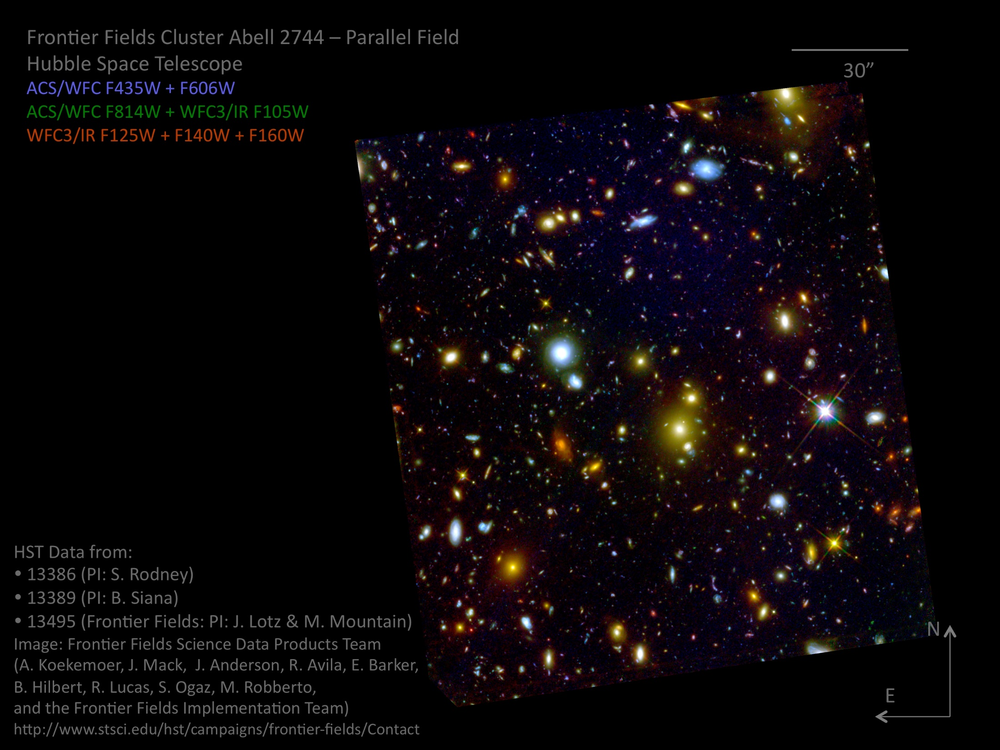 Frontier Fields Cluster Abell 2744 – Parallel Field
Hubble Space Telescope
ACS/WFC F435W + F606W
ACS/WFC F814W + WFC3/IR F105W
WFC3/IR F125W + F140W + F160W
30”
HST Data from:
• 13386 (PI: S. Rodney)
• 13389 (PI: B. Siana)
• 13495 (Frontier Fields: PI: J. Lotz & M. Mountain)
Image: Frontier Fields Science Data Products Team
(A. Koekemoer, J. Mack,  J. Anderson, R. Avila, E. Barker,
B. Hilbert, R. Lucas, S. Ogaz, M. Robberto,
and the Frontier Fields Implementation Team)
http://www.stsci.edu/hst/campaigns/frontier-fields/Contact
N
E